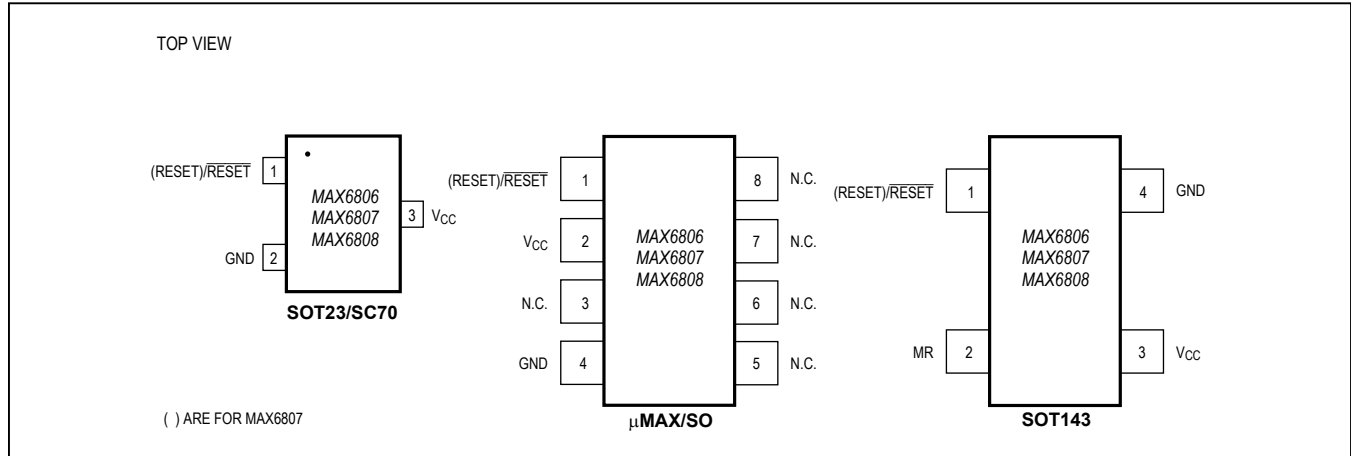 TOP VIEW
(RESET)/RESET 1
GND 2
3 VCC
MAX6806
MAX6807
MAX6808
SOT23/SC70
(RESET)/RESET 1
VCC 2
N.C. 3
GND 4
MAX6806
MAX6807
MAX6808
8 N.C.
7 N.C.
6 N.C.
5 N.C.
μMAX/SO
(RESET)/RESET 1
MR 2
MAX6806
MAX6807
MAX6808
4 GND
3 VCC
SOT143
( ) ARE FOR MAX6807